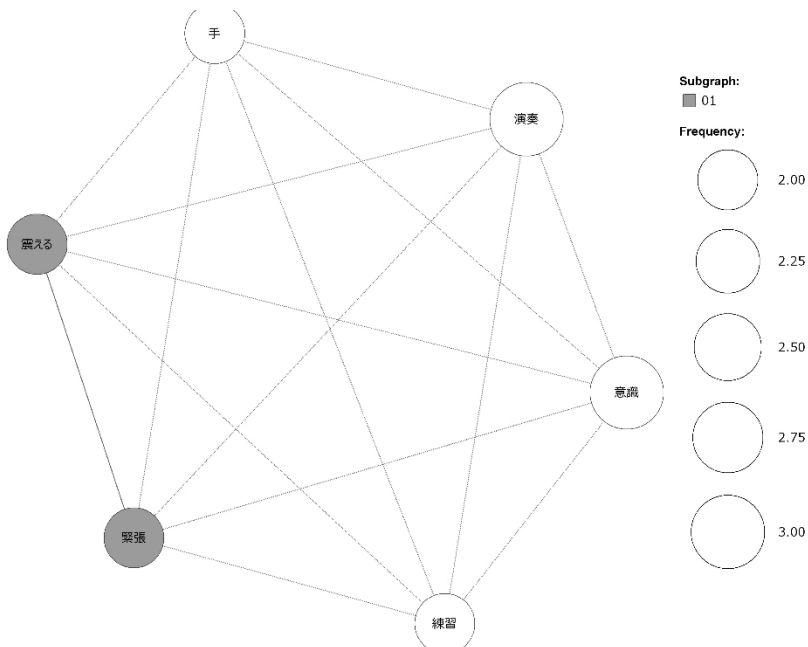 手
演奏
震える
意識
緊張
練習
Subgraph:
01
Frequency:
2.00
2.25
2.50
2.75
3.00